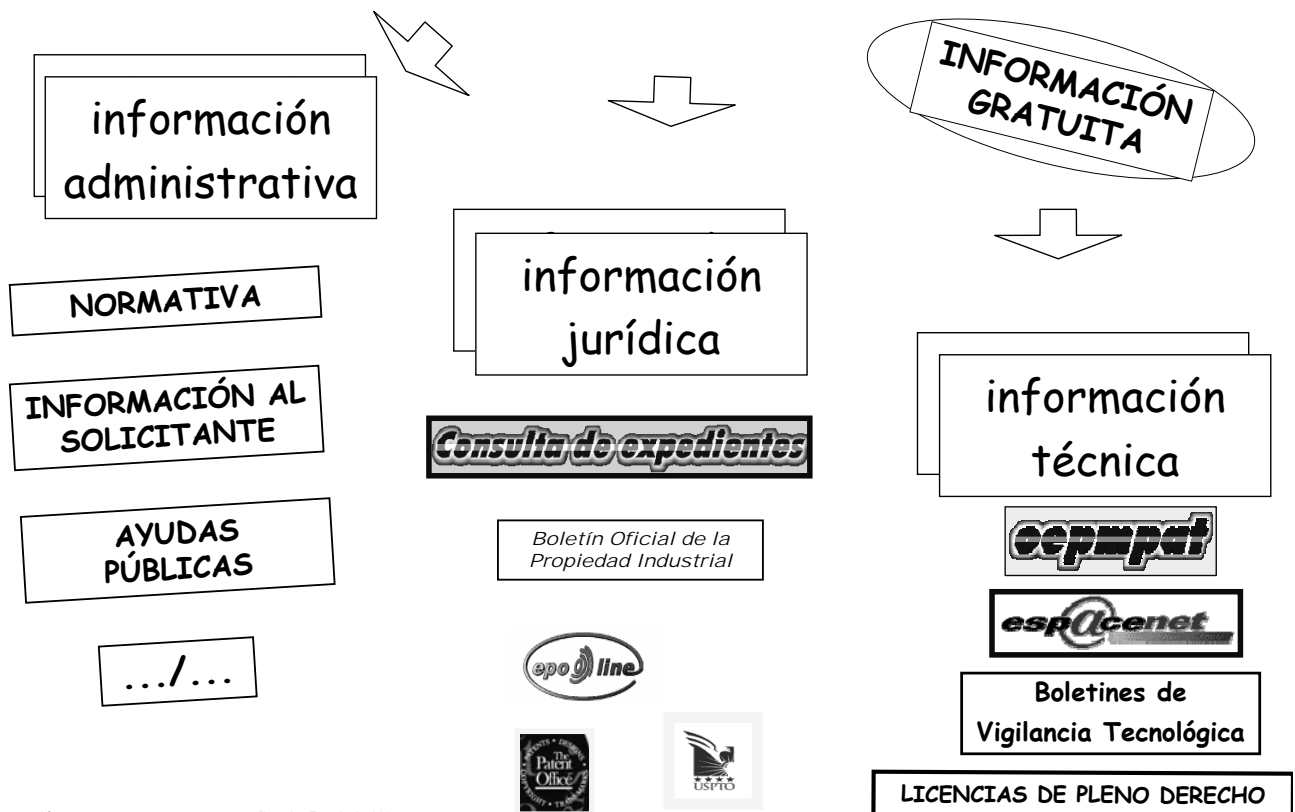 INFORMACIÓN
GRATUITA
información
administrativa
NORMATIVA
INFORMACIÓN AL
SOLICITANTE
AYUDAS
PÚBLICAS
.../...
información
jurídica
Consulta de expedientes
Boletín Oficial de la
Propiedad Industrial
epoline
The
Patent
Office
USPTO
información
técnica
oepmpat
esp@cenet
Boletines de
Vigilancia Tecnológica
LICENCIAS DE PLENO DERECHO